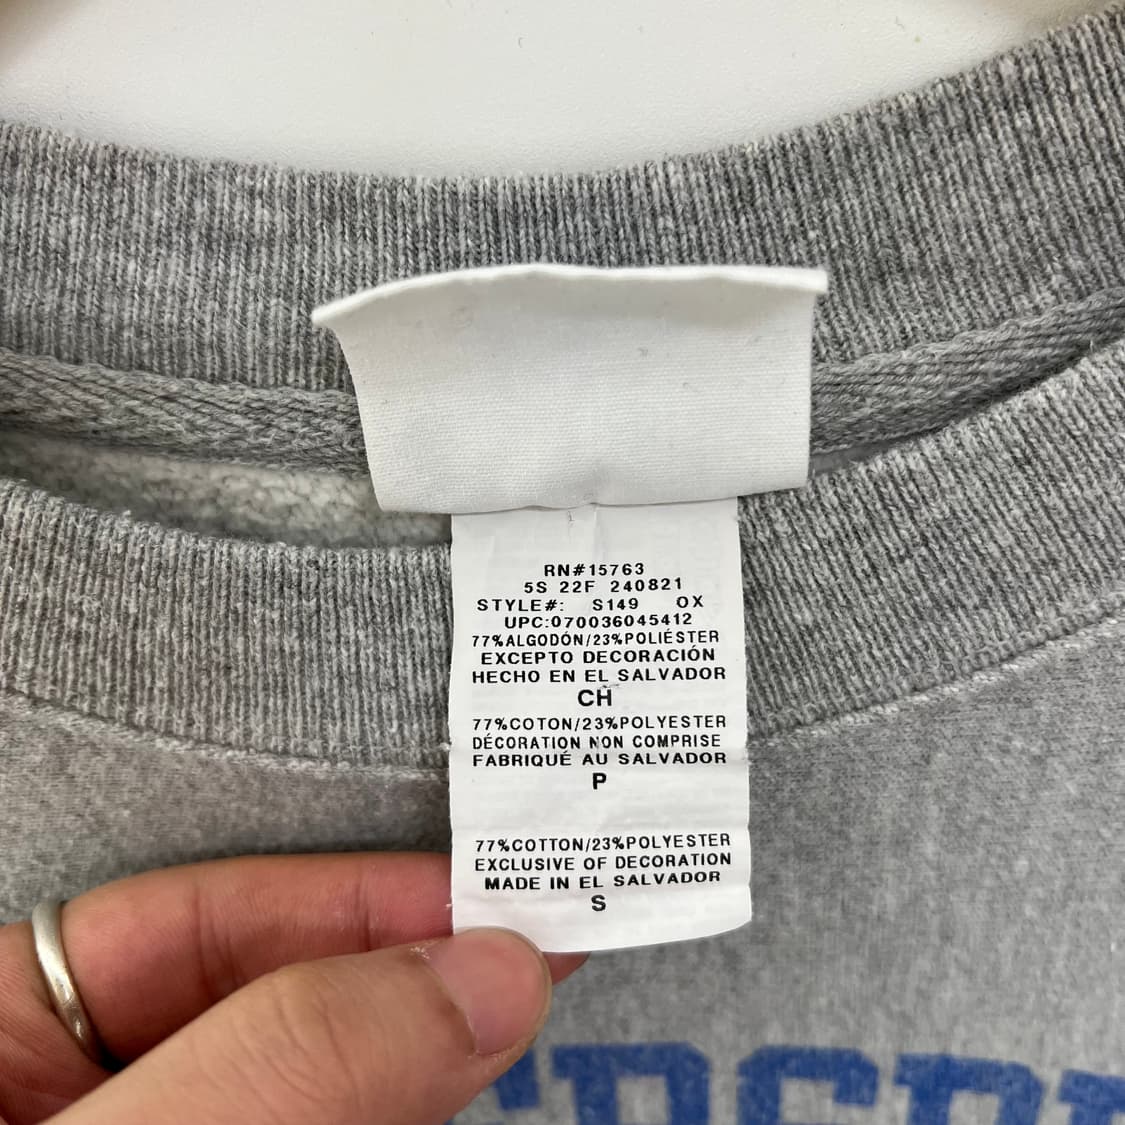 RN#15763
5S 22F 240821
STYLE#: S149 OX
UPC:070036045412
77%ALGODÓN/23%POLIÉSTER
EXCEPTO DECORACIÓN
HECHO EN EL SALVADOR
CH
77%COTON/23%POLYESTER
DÉCORATION NON COMPRISE
FABRIQUÉ AU SALVADOR
P
77%COTTON/23%POLYESTER
EXCLUSIVE OF DECORATION
MADE IN EL SALVADOR
S